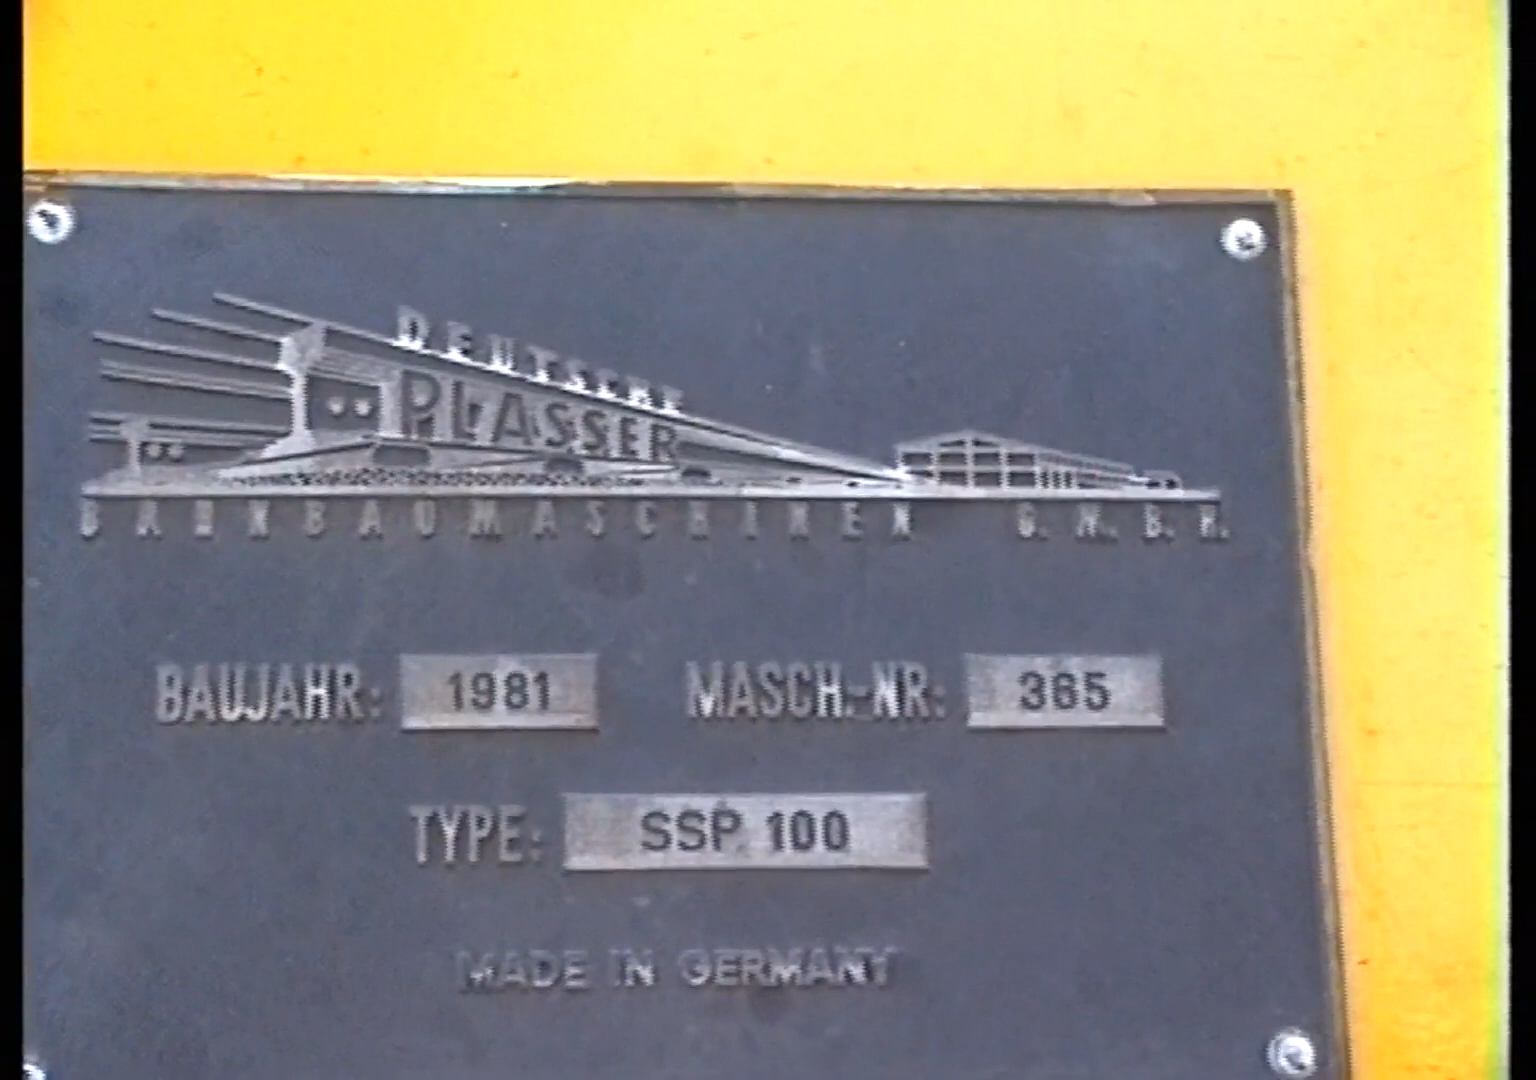 DEUTSCHE
PLASSER
BAHNBAUMASCHINEN G.M.B.H.
BAUJAHR: 1981 MASCH.-NR: 365
TYPE: SSP 100
MADE IN GERMANY